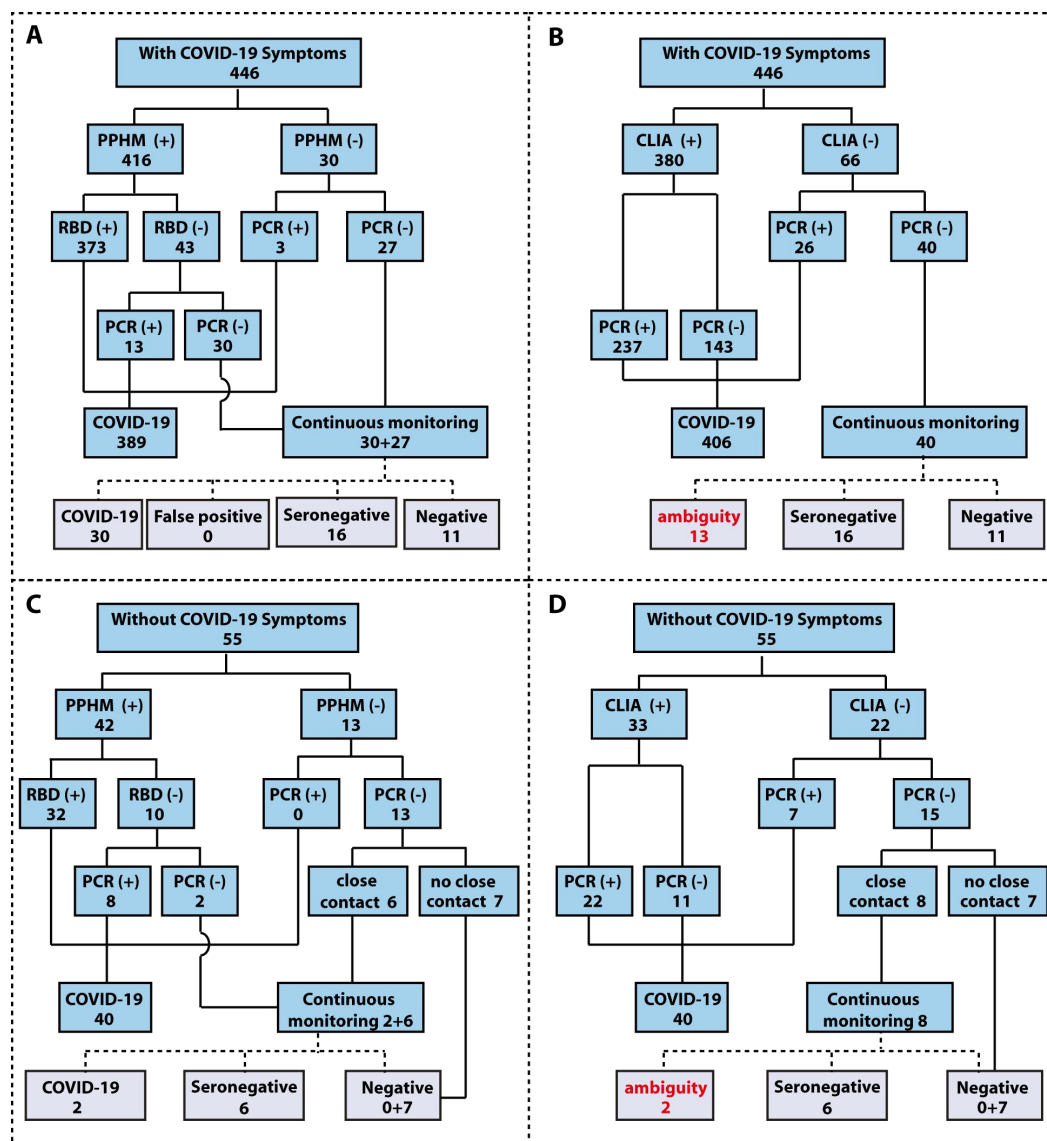 A
With COVID-19 Symptoms
446
PPHM (+)
416
PPHM (-)
30
RBD (+)
373
RBD (-)
43
PCR (+)
3
PCR (-)
27
PCR (+)
13
PCR (-)
30
COVID-19
389
Continuous monitoring
30+27
COVID-19
30
False positive
0
Seronegative
16
Negative
11
B
With COVID-19 Symptoms
446
CLIA (+)
380
CLIA (-)
66
PCR (+)
26
PCR (-)
40
PCR (+)
237
PCR (-)
143
COVID-19
406
Continuous monitoring
40
ambiguity
13
Seronegative
16
Negative
11
C
Without COVID-19 Symptoms
55
PPHM (+)
42
PPHM (-)
13
RBD (+)
32
RBD (-)
10
PCR (+)
0
PCR (-)
13
PCR (+)
8
PCR (-)
2
close
contact 6
no close
contact 7
COVID-19
40
Continuous
monitoring 2+6
COVID-19
2
Seronegative
6
Negative
0+7
D
Without COVID-19 Symptoms
55
CLIA (+)
33
CLIA (-)
22
PCR (+)
7
PCR (-)
15
PCR (+)
22
PCR (-)
11
close
contact 8
no close
contact 7
COVID-19
40
Continuous
monitoring 8
ambiguity
2
Seronegative
6
Negative
0+7